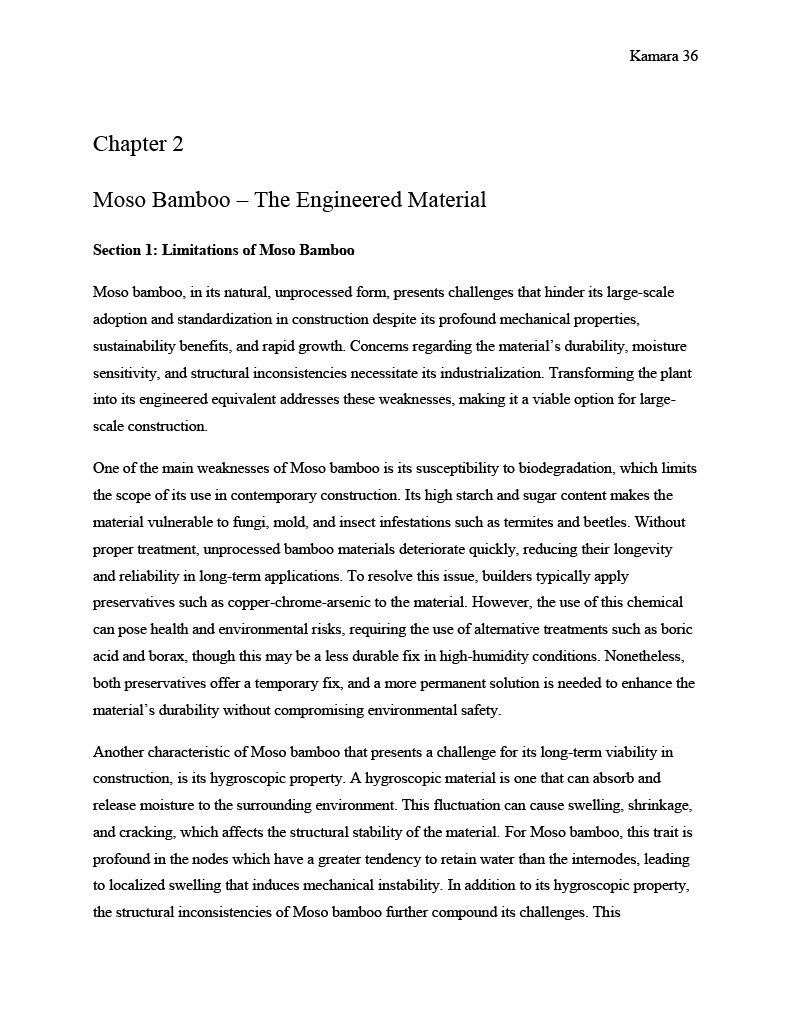 Kamara 36
Chapter 2
Moso Bamboo – The Engineered Material
Section 1: Limitations of Moso Bamboo
Moso bamboo, in its natural, unprocessed form, presents challenges that hinder its large-scale
adoption and standardization in construction despite its profound mechanical properties,
sustainability benefits, and rapid growth. Concerns regarding the material’s durability, moisture
sensitivity, and structural inconsistencies necessitate its industrialization. Transforming the plant
into its engineered equivalent addresses these weaknesses, making it a viable option for large-
scale construction.
One of the main weaknesses of Moso bamboo is its susceptibility to biodegradation, which limits
the scope of its use in contemporary construction. Its high starch and sugar content makes the
material vulnerable to fungi, mold, and insect infestations such as termites and beetles. Without
proper treatment, unprocessed bamboo materials deteriorate quickly, reducing their longevity
and reliability in long-term applications. To resolve this issue, builders typically apply
preservatives such as copper-chrome-arsenic to the material. However, the use of this chemical
can pose health and environmental risks, requiring the use of alternative treatments such as boric
acid and borax, though this may be a less durable fix in high-humidity conditions. Nonetheless,
both preservatives offer a temporary fix, and a more permanent solution is needed to enhance the
material’s durability without compromising environmental safety.
Another characteristic of Moso bamboo that presents a challenge for its long-term viability in
construction, is its hygroscopic property. A hygroscopic material is one that can absorb and
release moisture to the surrounding environment. This fluctuation can cause swelling, shrinkage,
and cracking, which affects the structural stability of the material. For Moso bamboo, this trait is
profound in the nodes which have a greater tendency to retain water than the internodes, leading
to localized swelling that induces mechanical instability. In addition to its hygroscopic property,
the structural inconsistencies of Moso bamboo further compound its challenges. This